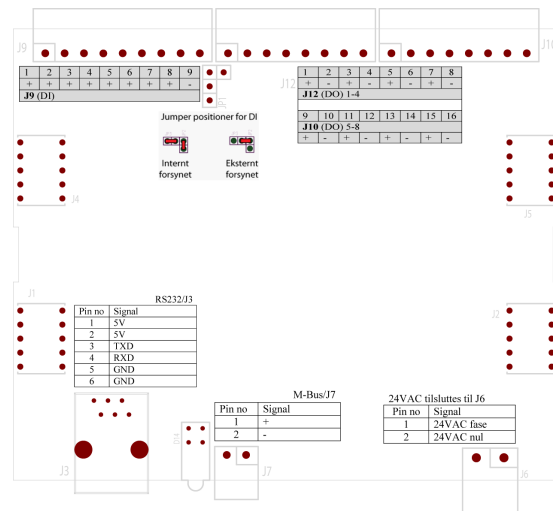 J9
J12
J10
1 2 3 4 5 6 7 8 9
+ + + + + + + + -
J9 (DI)
JP1
1 2 3 4 5 6 7 8
+ - + - + - + -
J12 (DO) 1-4
9 10 11 12 13 14 15 16
J10 (DO) 5-8
+ - + - + - + -
Jumper positioner for DI
Internt
forsynet
Eksternt
forsynet
J4
J5
J1
J2
RS232/J3
Pin no Signal
1 5V
2 5V
3 TXD
4 RXD
5 GND
6 GND
M-Bus/J7
Pin no Signal
1 +
2 -
24VAC tilsluttes til J6
Pin no Signal
1 24VAC fase
2 24VAC nul
J3
J7
J6